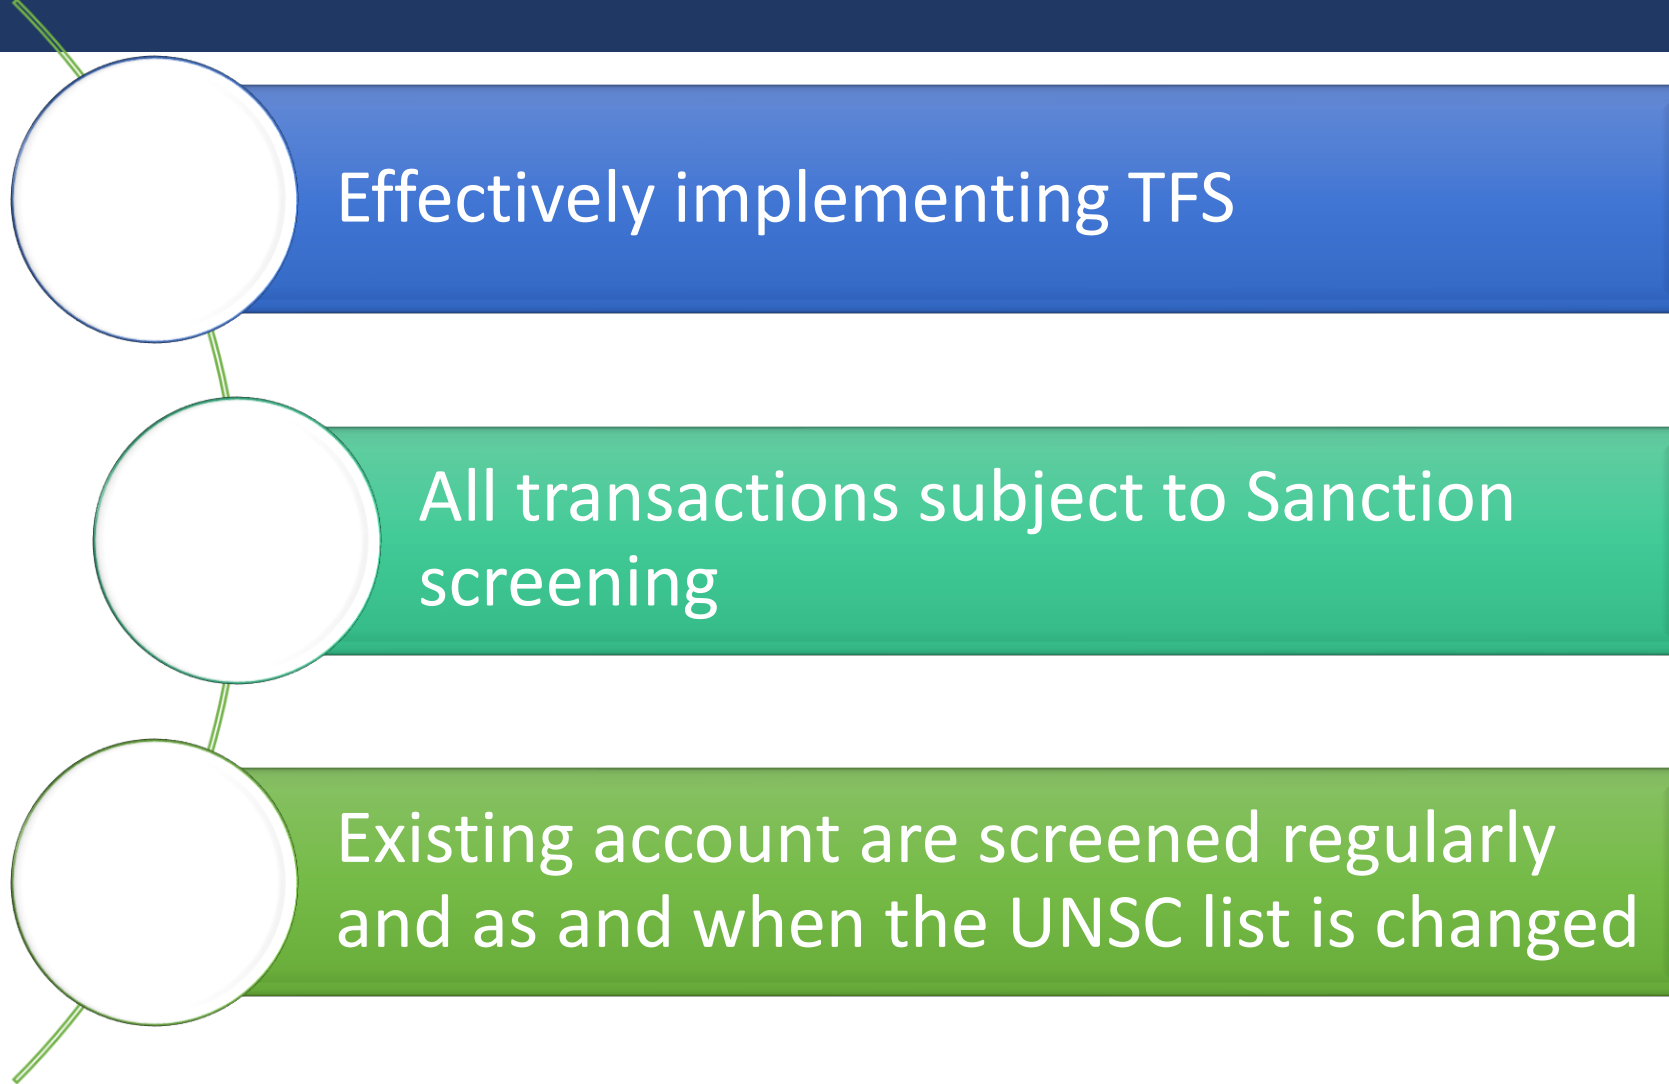 Effectively implementing TFS
All transactions subject to Sanction
screening
Existing account are screened regularly
and as and when the UNSC list is changed